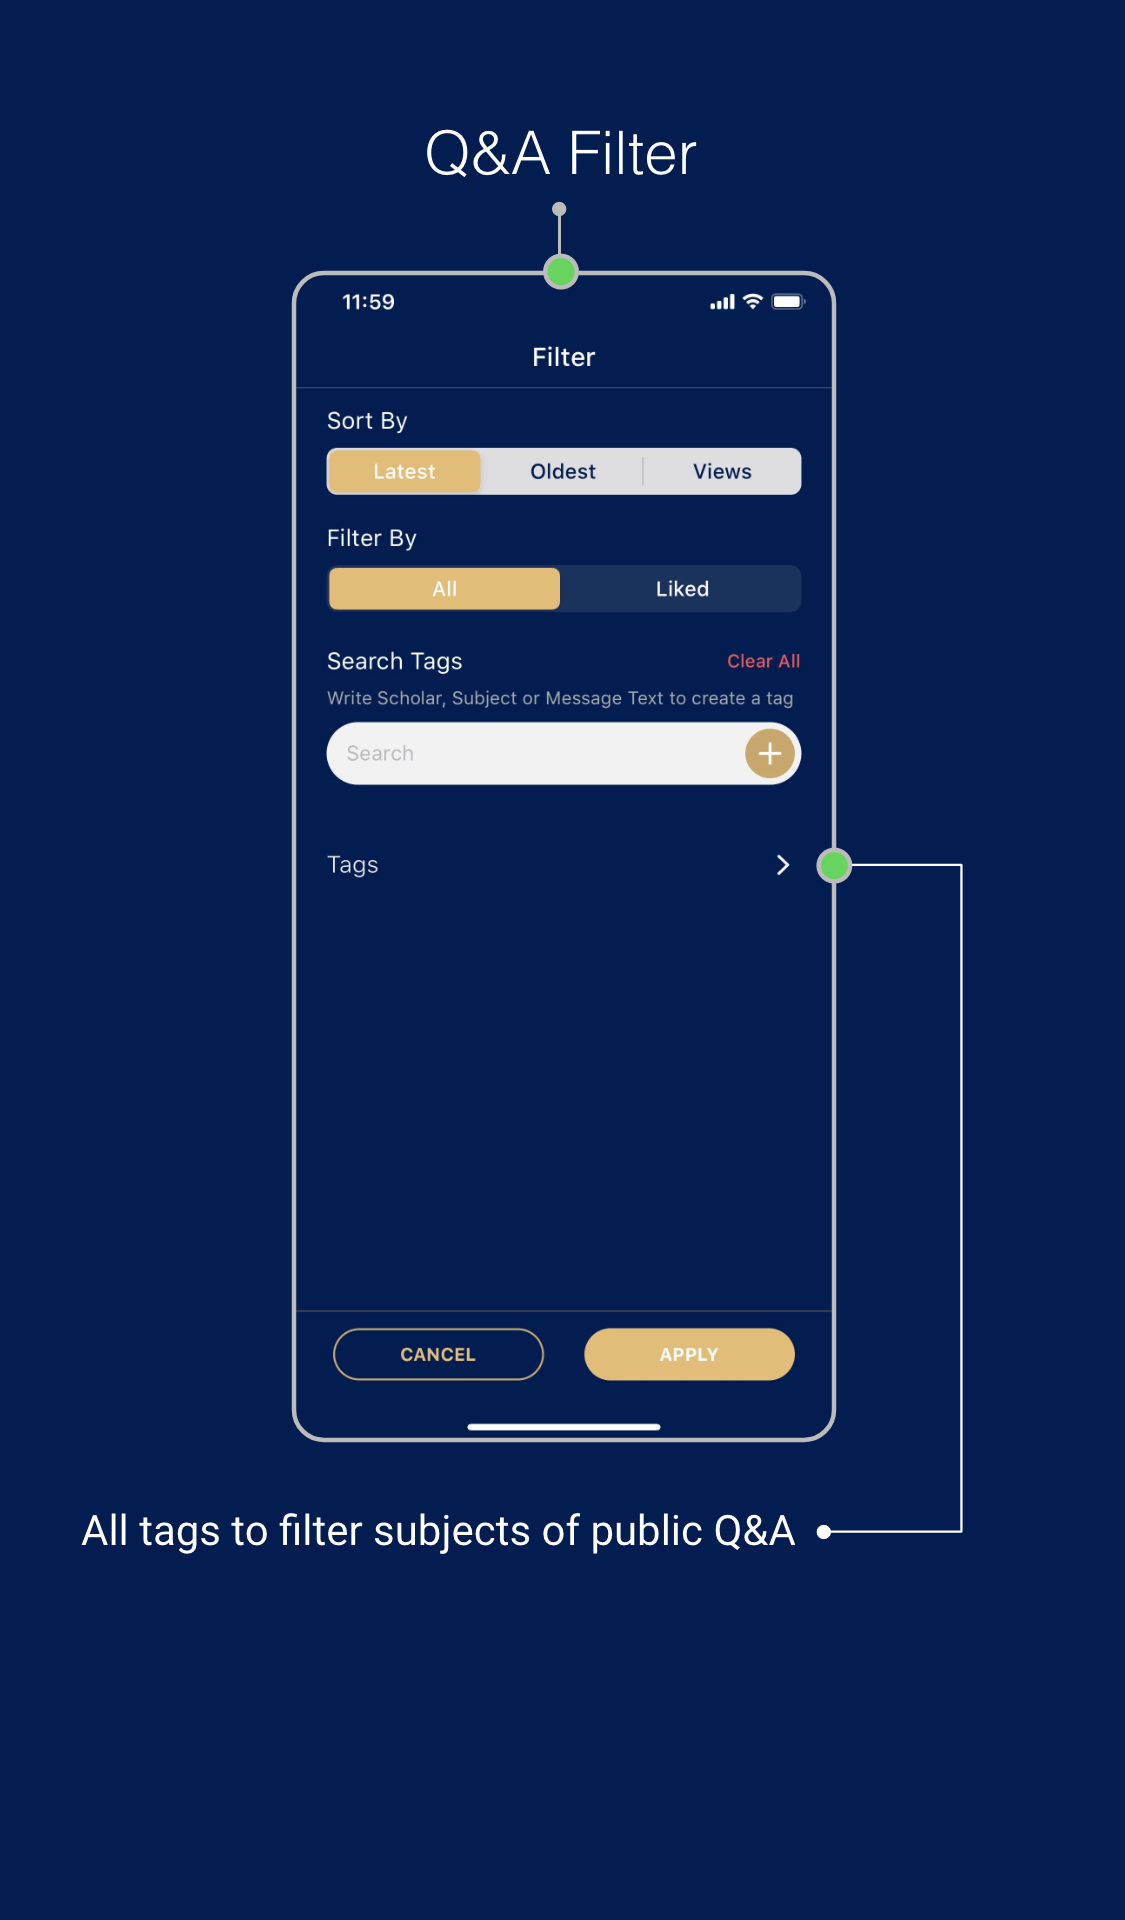 Q&A Filter
11:59
Filter
Sort By
Latest Oldest Views
Filter By
All Liked
Search Tags Clear All
Write Scholar, Subject or Message Text to create a tag
Search
Tags
CANCEL APPLY
All tags to filter subjects of public Q&A